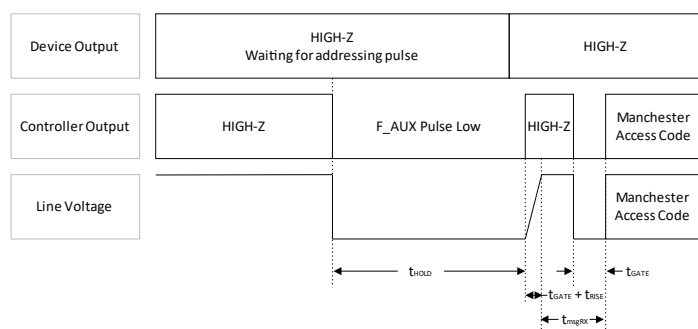 Device Output
HIGH-Z
Waiting for addressing pulse
HIGH-Z
Controller Output
HIGH-Z
F_AUX Pulse Low
HIGH-Z
Manchester
Access Code
Line Voltage
Manchester
Access Code
tHOLD
tGATE
tGATE + tRISE
tmsgRX